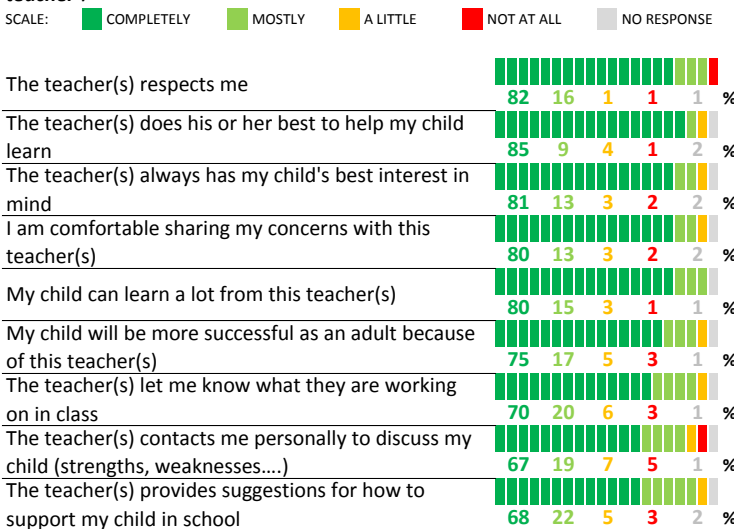 SCALE: COMPLETELY MOSTLY A LITTLE NOT AT ALL NO RESPONSE
The teacher(s) respects me
82 16 1 1 1 %
The teacher(s) does his or her best to help my child
learn
85 9 4 1 2 %
The teacher(s) always has my child's best interest in
mind
81 13 3 2 2 %
I am comfortable sharing my concerns with this
teacher(s)
80 13 3 2 2 %
My child can learn a lot from this teacher(s)
80 15 3 1 1 %
My child will be more successful as an adult because
of this teacher(s)
75 17 5 3 1 %
The teacher(s) let me know what they are working
on in class
70 20 6 3 1 %
The teacher(s) contacts me personally to discuss my
child (strengths, weaknesses....)
67 19 7 5 1 %
The teacher(s) provides suggestions for how to
support my child in school
68 22 5 3 2 %